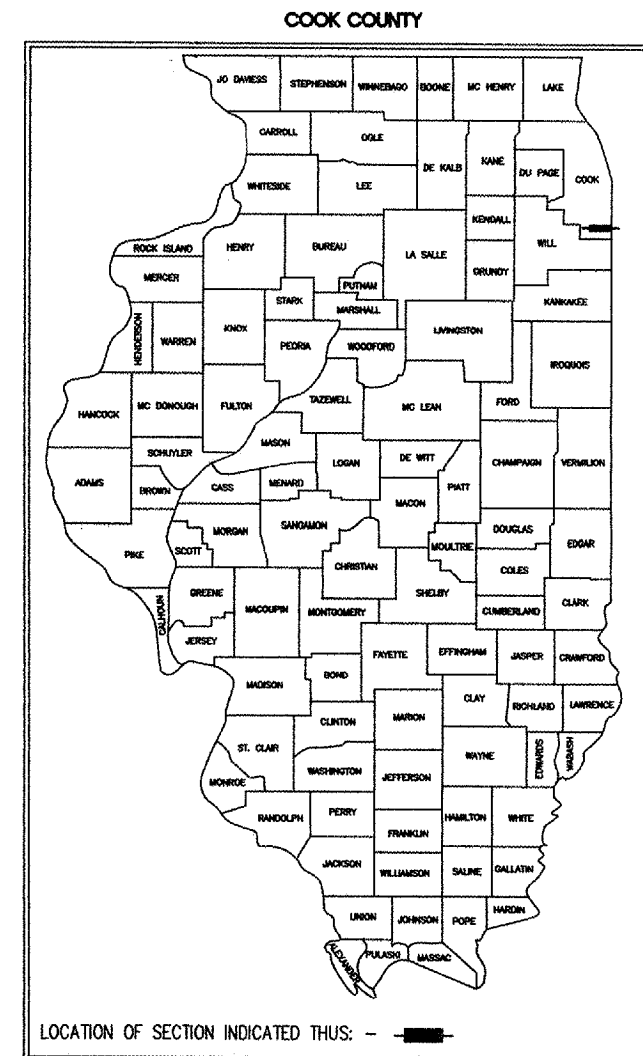 COOK COUNTY
JO DAVIESS
STEPHENSON
WINNEBAGO
BOONE
MC HENRY
LAKE
CARROLL
OGLE
DE KALB
KANE
DU PAGE
COOK
WHITESIDE
LEE
KENDALL
ROCK ISLAND
HENRY
BUREAU
LA SALLE
GRUNDY
WILL
MERCER
PUTNAM
STARK
MARSHALL
KANKAKEE
HENDERSON
WARREN
KNOX
PEORIA
WOODFORD
LIVINGSTON
IROQUOIS
HANCOCK
MC DONOUGH
FULTON
TAZEWELL
MC LEAN
FORD
SCHUYLER
MASON
LOGAN
DE WITT
CHAMPAIGN
VERMILION
ADAMS
BROWN
CASS
MENARD
MACON
PIATT
PIKE
SCOTT
MORGAN
SANGAMON
CHRISTIAN
MOULTRIE
DOUGLAS
EDGAR
COLES
CALHOUN
GREENE
MACOUPIN
MONTGOMERY
SHELBY
CUMBERLAND
CLARK
JERSEY
FAYETTE
EFFINGHAM
JASPER
CRAWFORD
MADISON
BOND
CLAY
RICHLAND
LAWRENCE
CLINTON
MARION
ST. CLAIR
WAYNE
EDWARDS
WABASH
MONROE
WASHINGTON
JEFFERSON
RANDOLPH
PERRY
FRANKLIN
HAMILTON
WHITE
JACKSON
WILLIAMSON
SALINE
GALLATIN
UNION
JOHNSON
POPE
HARDIN
ALEXANDER
PULASKI
MASSAC
LOCATION OF SECTION INDICATED THUS: -